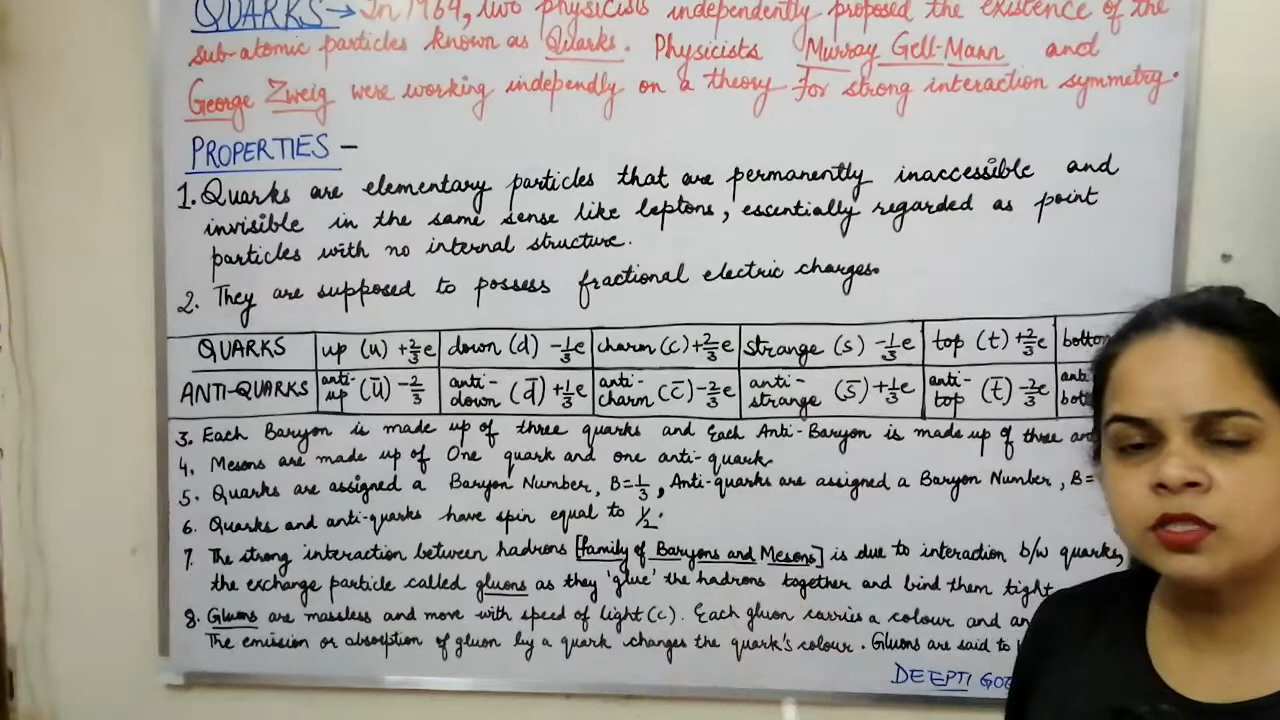 QUARKS → In 1964, two physicists independently proposed the existence of the
sub-atomic particles known as Quarks. Physicists Murray Gell-Mann and
George Zweig were working independly on a theory for strong interaction symmetry.
PROPERTIES -
1. Quarks are elementary particles that are permanently inaccessible and
invisible in the same sense like leptons, essentially regarded as point
particles with no internal structure.
2. They are supposed to possess fractional electric charges.
QUARKS up (u) +2/3e down (d) -1/3e charm (c) +2/3e strange (s) -1/3e top (t) +2/3e bottom
ANTI-QUARKS anti-up (ū) -2/3 anti-down (d̄) +1/3e anti-charm (c̄) -2/3e anti-strange (s̄) +1/3e anti-top (t̄) -2/3e
3. Each Baryon is made up of three quarks and Each Anti-Baryon is made up of three
4. Mesons are made up of One quark and one anti-quark.
5. Quarks are assigned a Baryon Number, B=1/3, Anti-quarks are assigned a Baryon Number, B=
6. Quarks and anti-quarks have spin equal to 1/2.
7. The strong interaction between hadrons [family of Baryons and Mesons] is due to interaction b/w quarks,
the exchange particle called gluons as they 'glue' the hadrons together and bind them tight
8. Gluons are massless and move with speed of light (c). Each gluon carries a colour and
The emission or absorption of gluon by a quark changes the quark's colour. Gluons are said to
DEEPTI